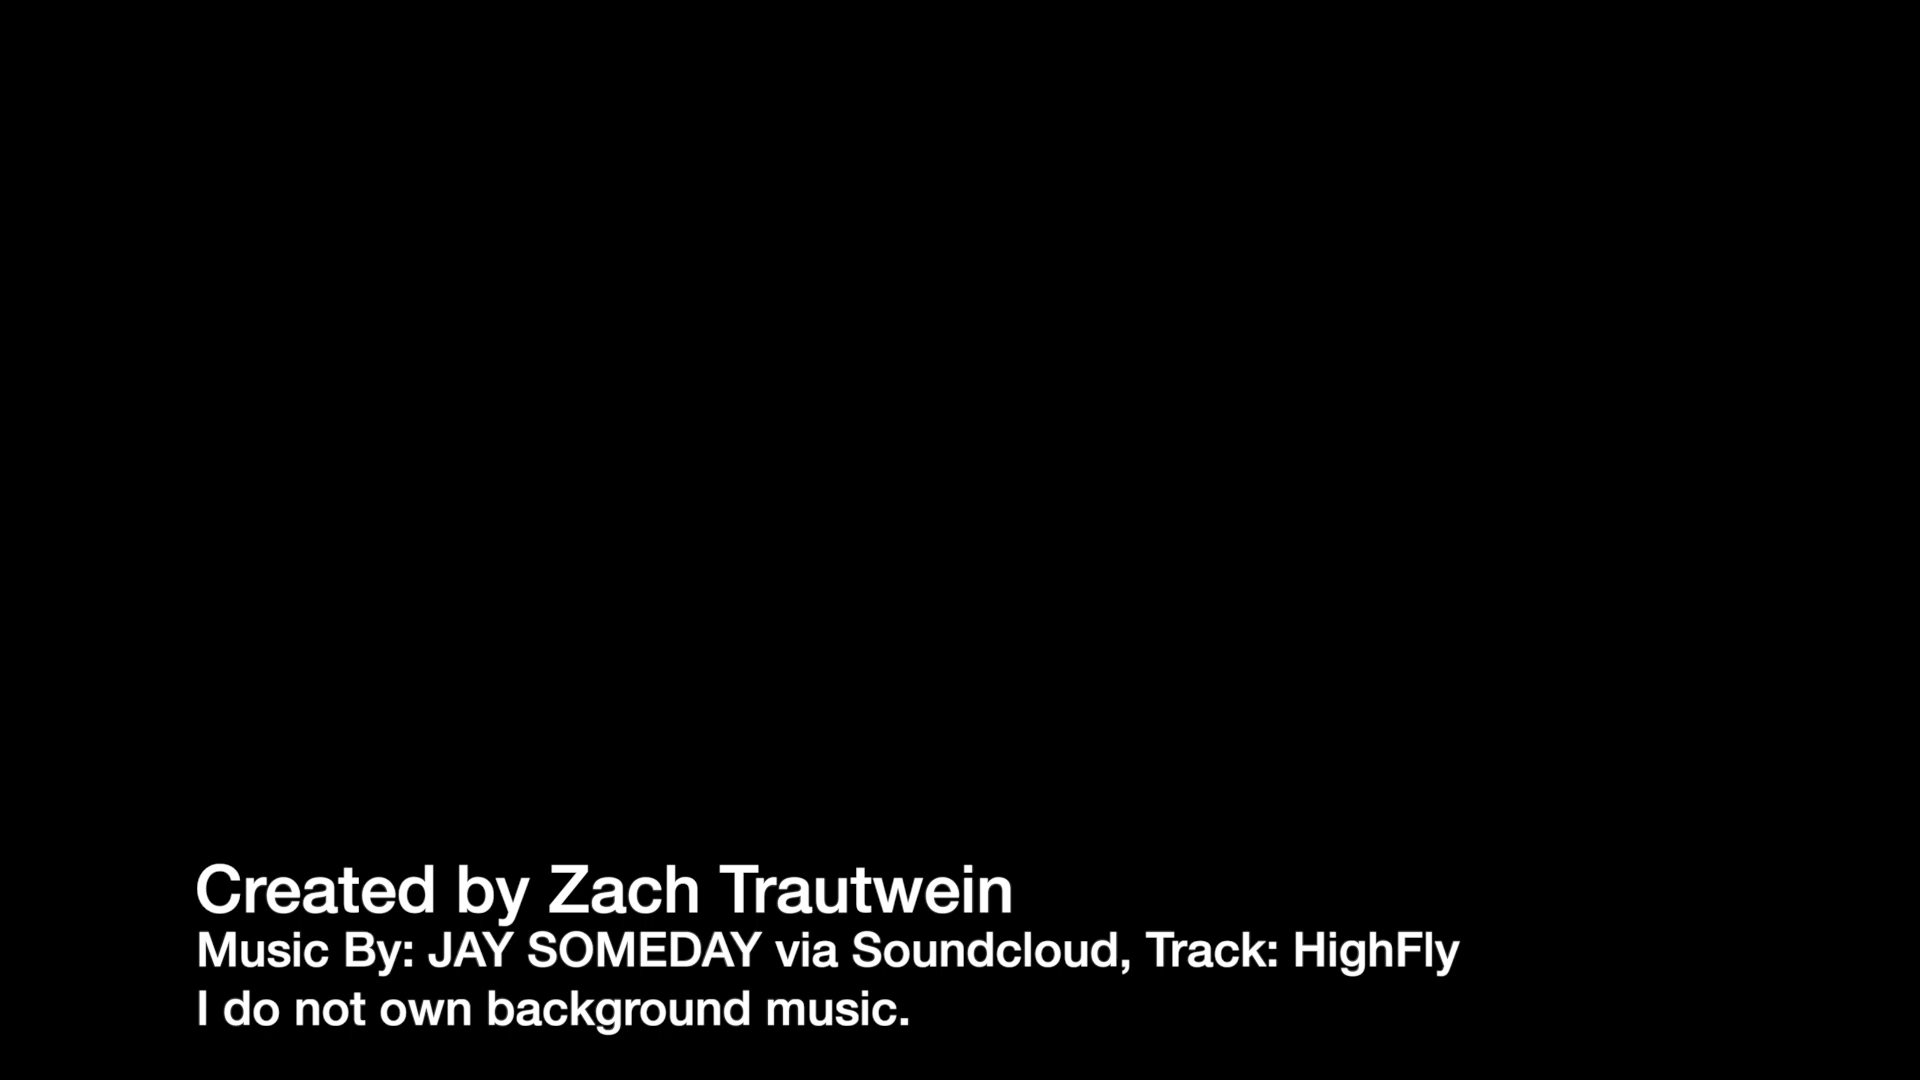 Created by Zach Trautwein
Music By: JAY SOMEDAY via Soundcloud, Track: HighFly
I do not own background music.